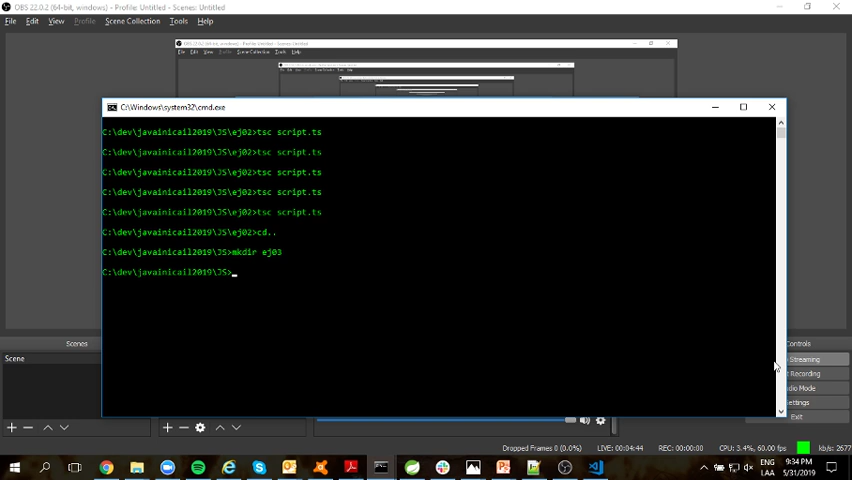 OBS 22.0.2 (64-bit, windows) - Profile: Untitled - Scenes: Untitled
File Edit View Profile Scene Collection Tools Help
C:\Windows\system32\cmd.exe
C:\dev\javainicail2019\JS\ej02>tsc script.ts
C:\dev\javainicail2019\JS\ej02>tsc script.ts
C:\dev\javainicail2019\JS\ej02>tsc script.ts
C:\dev\javainicail2019\JS\ej02>tsc script.ts
C:\dev\javainicail2019\JS\ej02>tsc script.ts
C:\dev\javainicail2019\JS\ej02>cd..
C:\dev\javainicail2019\JS>mkdir ej03
C:\dev\javainicail2019\JS>
Scenes
Controls
Scene
Streaming
Recording
Mode
Exit
Dropped Frames 0 (0.0%) LIVE: 00:04:44 REC: 00:00:00 CPU: 3.4%, 60.00 fps kb/s: 2677
ENG 9:34 PM
LAA 5/31/2019